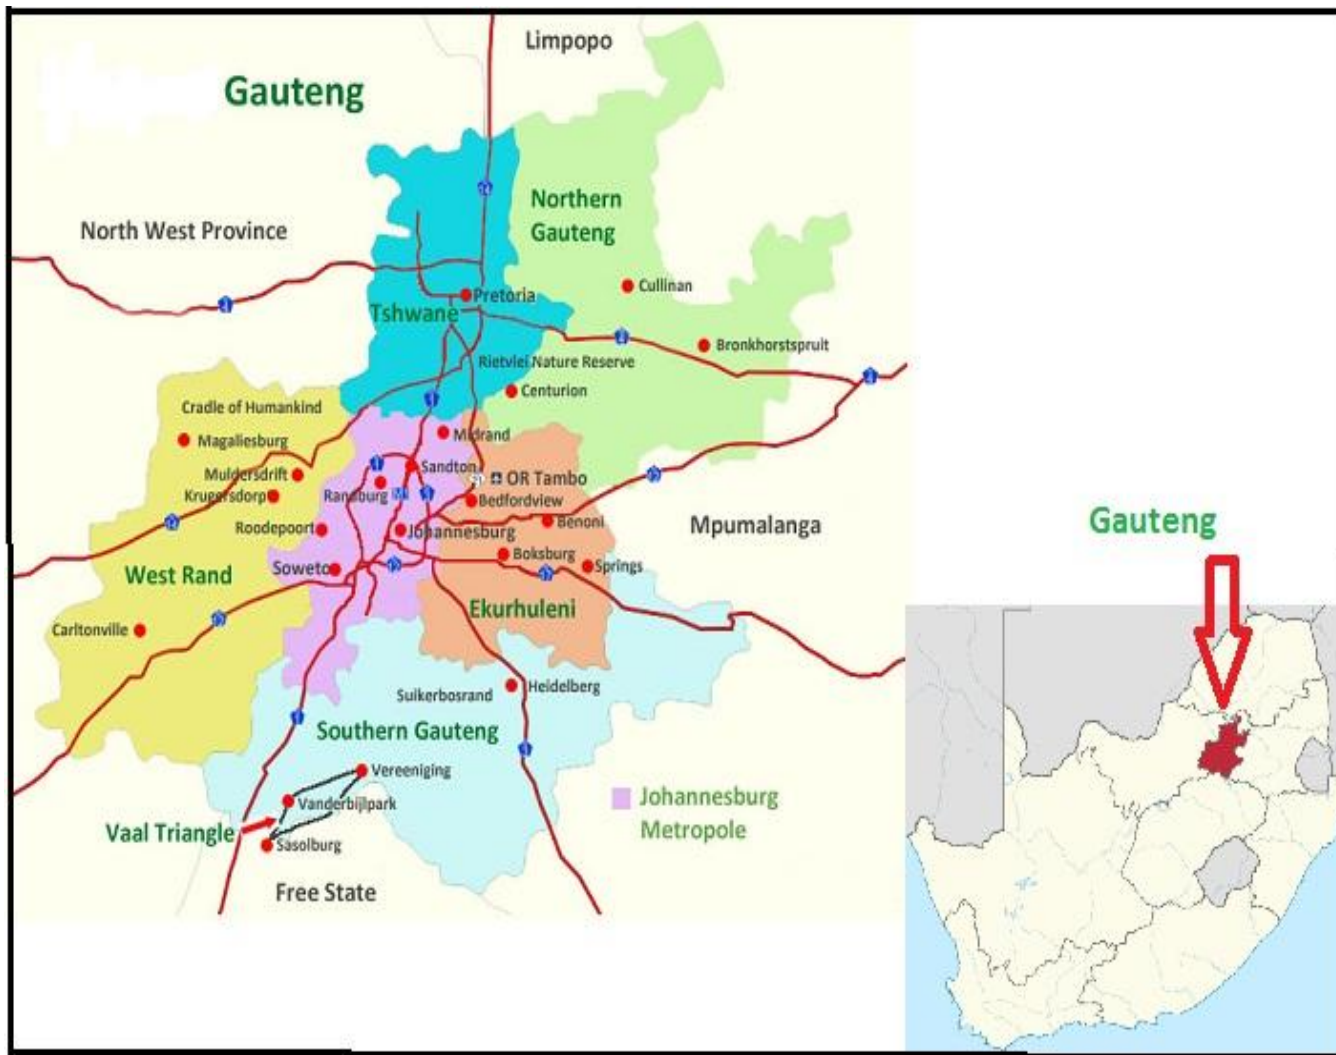 Limpopo
Gauteng
Northern
Gauteng
North West Province
Cullinan
Pretoria
Tshwane
Bronkhorstspruit
Rietvlei Nature Reserve
Centurion
Cradle of Humankind
Magaliesburg
Midrand
Muldersdrift
Sandton
OR Tambo
Krugersdorp
Ranaburg
Bedfordview
Roodepoort
Johannesburg
Benoni
Mpumalanga
Gauteng
Boksburg
Soweto
Springs
West Rand
Ekurhuleni
Carltonville
Suikerbosrand
Heidelberg
Southern Gauteng
Vereeniging
Johannesburg
Metropole
Vanderbijlpark
Vaal Triangle
Sasolburg
Free State